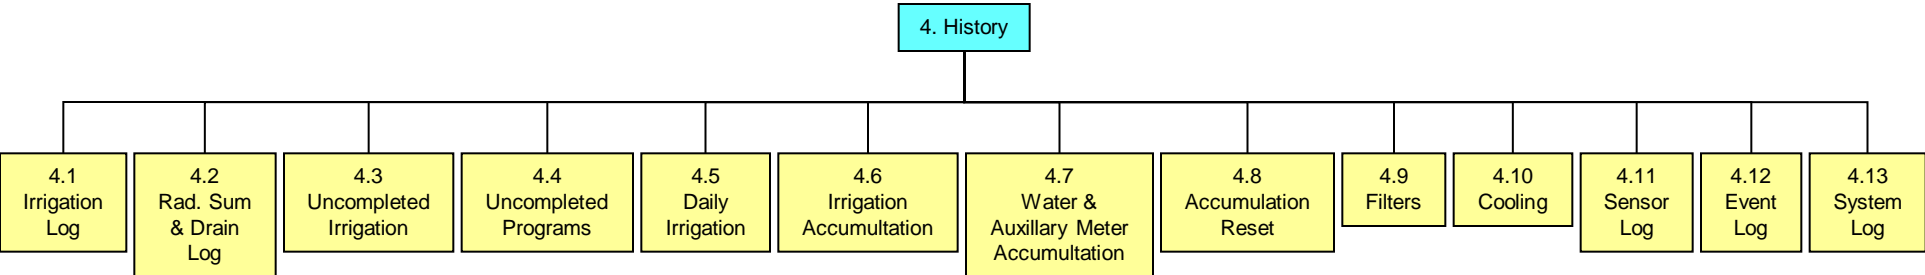 4. History
4.1
Irrigation
Log
4.2
Rad. Sum
& Drain
Log
4.3
Uncompleted
Irrigation
4.4
Uncompleted
Programs
4.5
Daily
Irrigation
4.6
Irrigation
Accumultation
4.7
Water &
Auxillary Meter
Accumultation
4.8
Accumulation
Reset
4.9
Filters
4.10
Cooling
4.11
Sensor
Log
4.12
Event
Log
4.13
System
Log